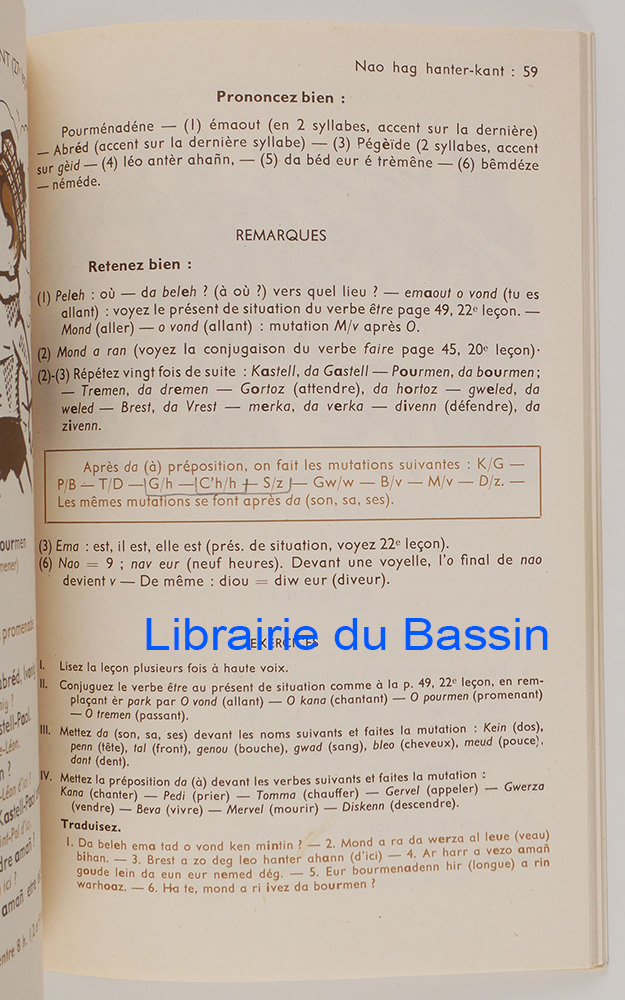 Nao hag hanter-kant : 59
Prononcez bien :
Pourménadéne — (1) émaout (en 2 syllabes, accent sur la dernière)
— Abréd (accent sur la dernière syllabe) — (3) Pégèïde (2 syllabes, accent
sur gèid — (4) léo antèr ahañn, — (5) da béd eur é trèmêne — (6) bêmdéze
— néméde.
REMARQUES
Retenez bien :
(1) Peleh : où — da beleh ? (à où ?) vers quel lieu ? — emaout o vond (tu es
allant) : voyez le présent de situation du verbe être page 49, 22e leçon. —
Mond (aller) — o vond (allant) : mutation M/v après O.
(2) Mond a ran (voyez la conjugaison du verbe faire page 45, 20e leçon).
(2)-(3) Répétez vingt fois de suite : Kastell, da Gastell — Pourmen, da bourmen ;
— Tremen, da dremen — Gortoz (attendre), da hortoz — gweled, da
weled — Brest, da Vrest — merka, da verka — divenn (défendre), da
zivenn.
Après da (à) préposition, on fait les mutations suivantes : K/G —
P/B — T/D — G/h — C'h/h — S/z — Gw/w — B/v — M/v — D/z. —
Les mêmes mutations se font après da (son, sa, ses).
(3) Ema : est, il est, elle est (prés. de situation, voyez 22e leçon).
(6) Nao = 9 ; nav eur (neuf heures). Devant une voyelle, l'o final de nao
devient v — De même : diou = diw eur (diveur).
Librairie du Bassin
EXERCICES
I. Lisez la leçon plusieurs fois à haute voix.
II. Conjuguez le verbe être au présent de situation comme à la p. 49, 22e leçon, en rem-
plaçant èr park par O vond (allant) — O kana (chantant) — O pourmen (promenant)
— O tremen (passant).
III. Mettez da (son, sa, ses) devant les noms suivants et faites la mutation : Kein (dos),
penn (tête), tal (front), genou (bouche), gwad (sang), bleo (cheveux), meud (pouce),
dant (dent).
IV. Mettez la préposition da (à) devant les verbes suivants et faites la mutation :
Kana (chanter) — Pedi (prier) — Tomma (chauffer) — Gervel (appeler) — Gwerza
(vendre) — Beva (vivre) — Mervel (mourir) — Diskenn (descendre).
Traduisez.
1. Da beleh ema tad o vond ken mintin ? — 2. Mond a ra da werza al leue (veau)
bihan. — 3. Brest a zo deg leo hanter ahann (d'ici) — 4. Ar harr a vezo amañ
goude lein da eun eur nemed dég. — 5. Eur bourmenadenn hir (longue) a rin
warhoaz. — 6. Ha te, mond a ri ivez da bourmen ?